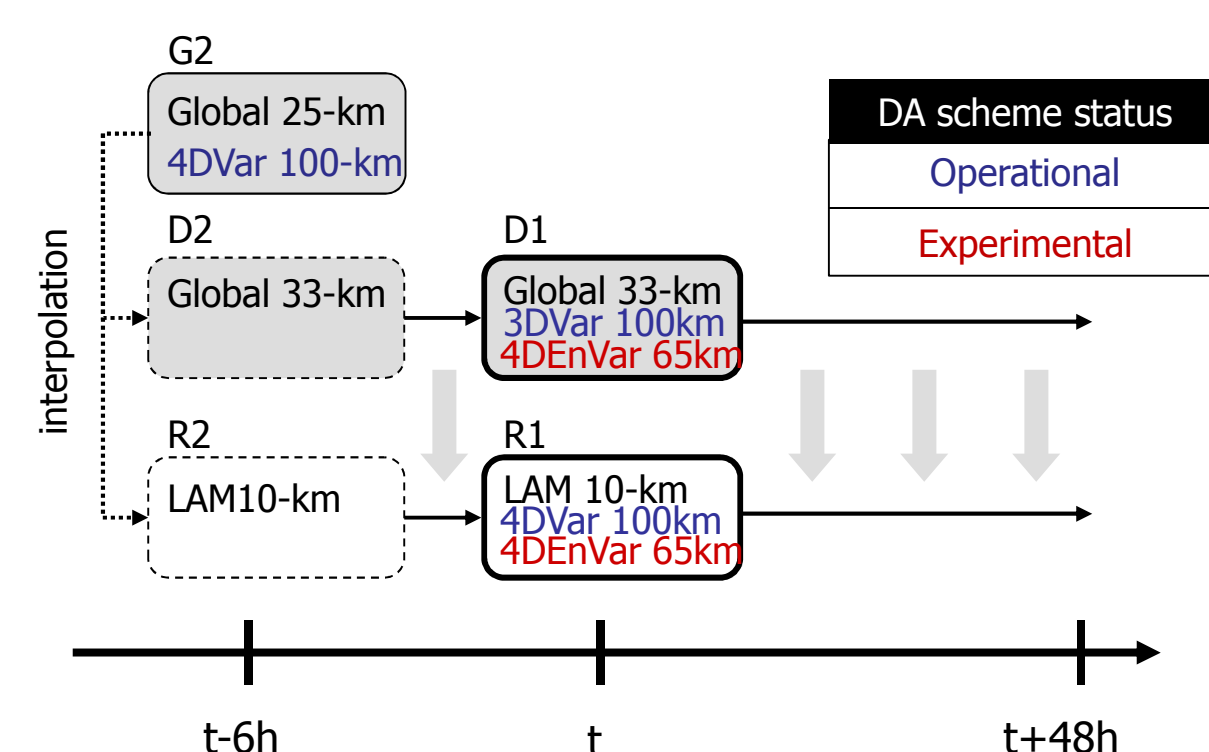 G2
Global 25-km
4DVar 100-km
DA scheme status
Operational
Experimental
interpolation
D2
Global 33-km
D1
Global 33-km
3DVar 100km
4DEnVar 65km
R2
LAM10-km
R1
LAM 10-km
4DVar 100km
4DEnVar 65km
t-6h
t
t+48h